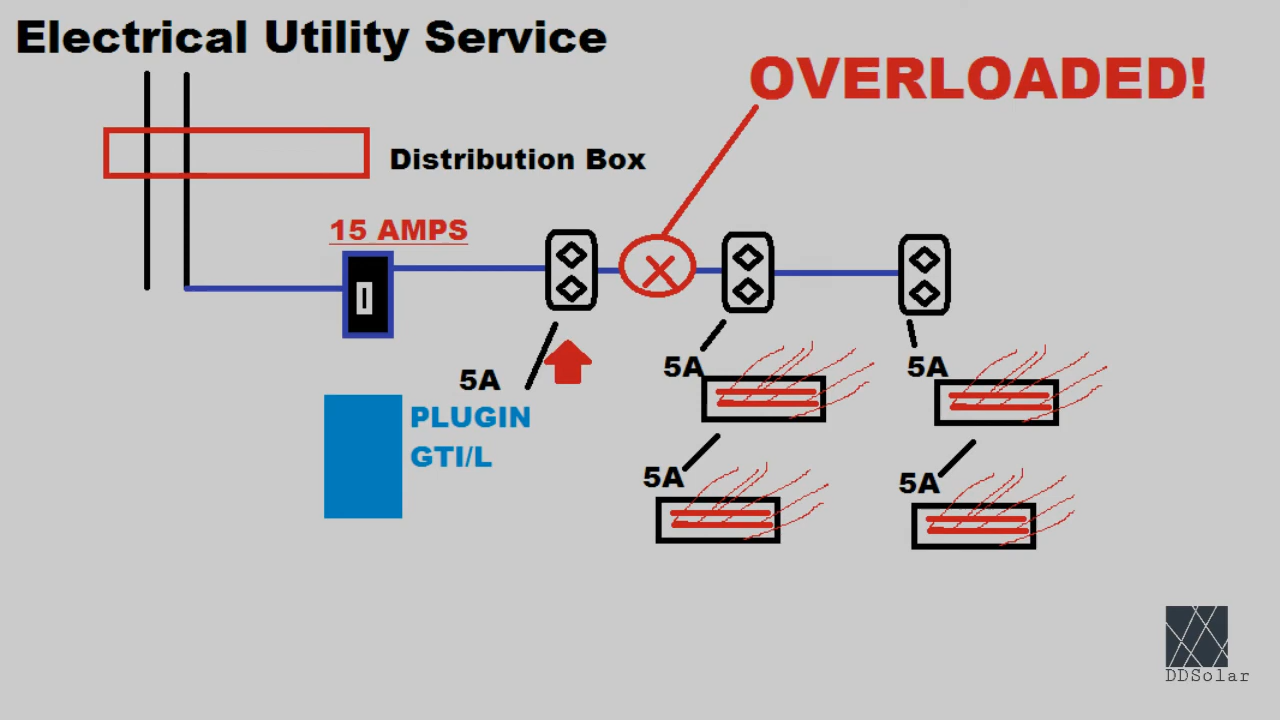 Electrical Utility Service
OVERLOADED!
Distribution Box
15 AMPS
5A
PLUGIN
GTI/L
5A
5A
5A
5A
DDSolar